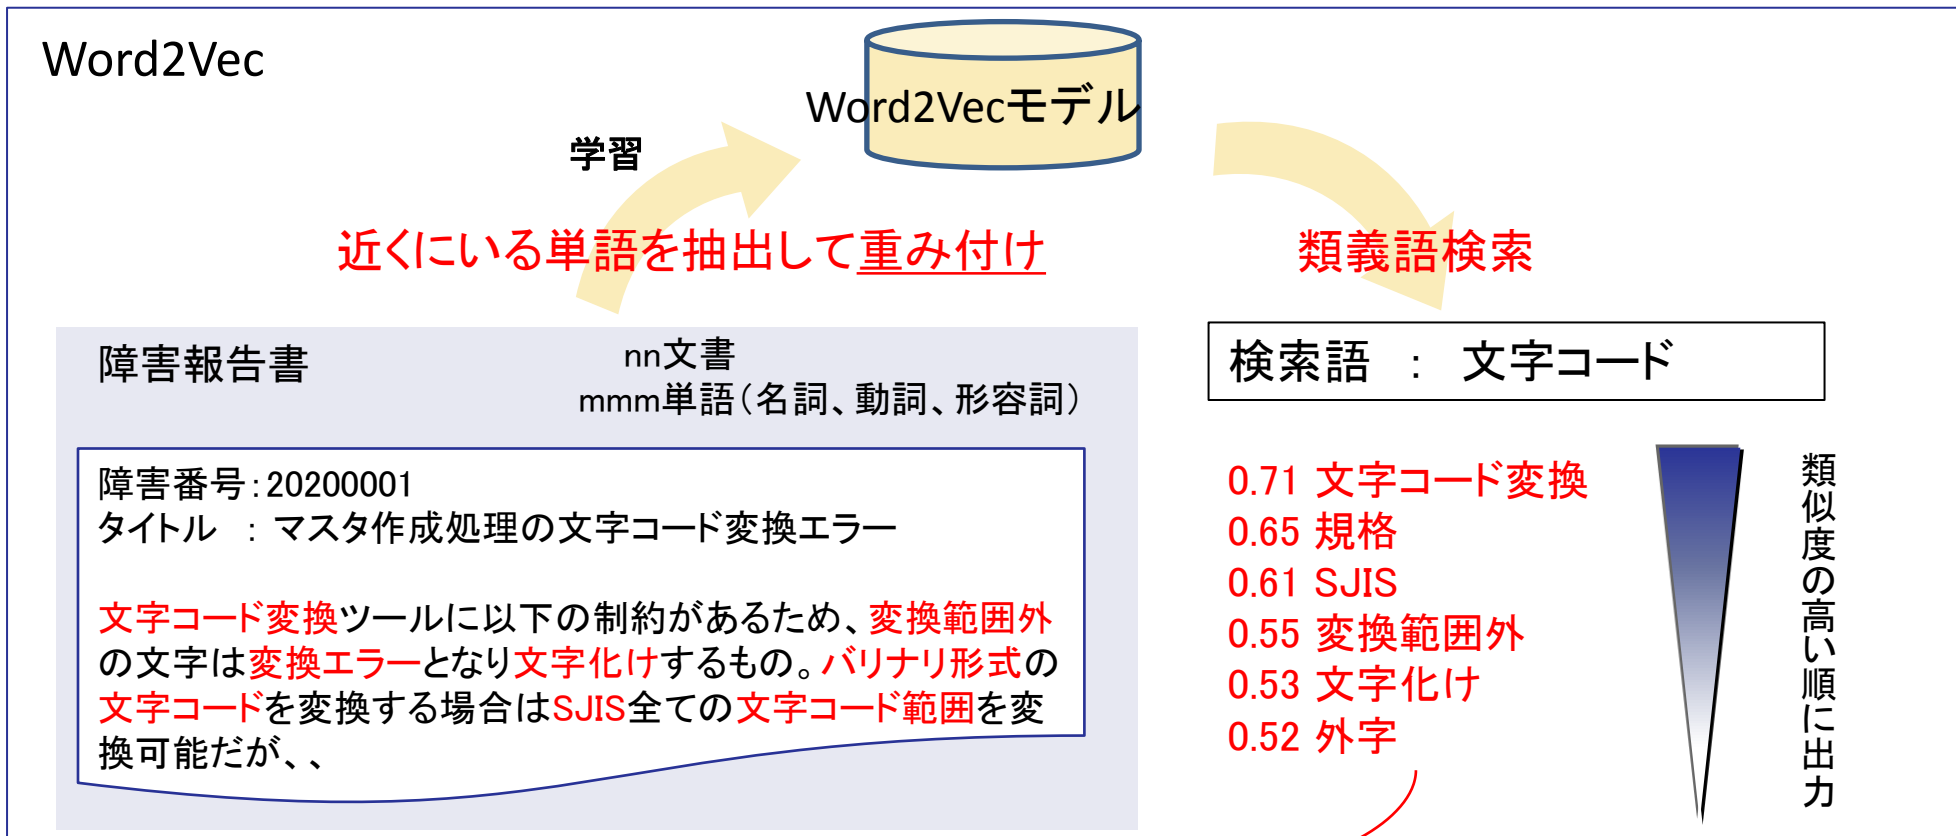 Word2Vec
Word2Vecモデル
学習
近くにいる単語を抽出して重み付け
類義語検索
障害報告書
nn文書
mmm単語(名詞、動詞、形容詞)
障害番号:20200001
タイトル : マスタ作成処理の文字コード変換エラー
文字コード変換ツールに以下の制約があるため、変換範囲外
の文字は変換エラーとなり文字化けするもの。バリナリ形式の
文字コードを変換する場合はSJIS全ての文字コード範囲を変
換可能だが、、
検索語 : 文字コード
0.71 文字コード変換
0.65 規格
0.61 SJIS
0.55 変換範囲外
0.53 文字化け
0.52 外字
類似度の高い順に出力